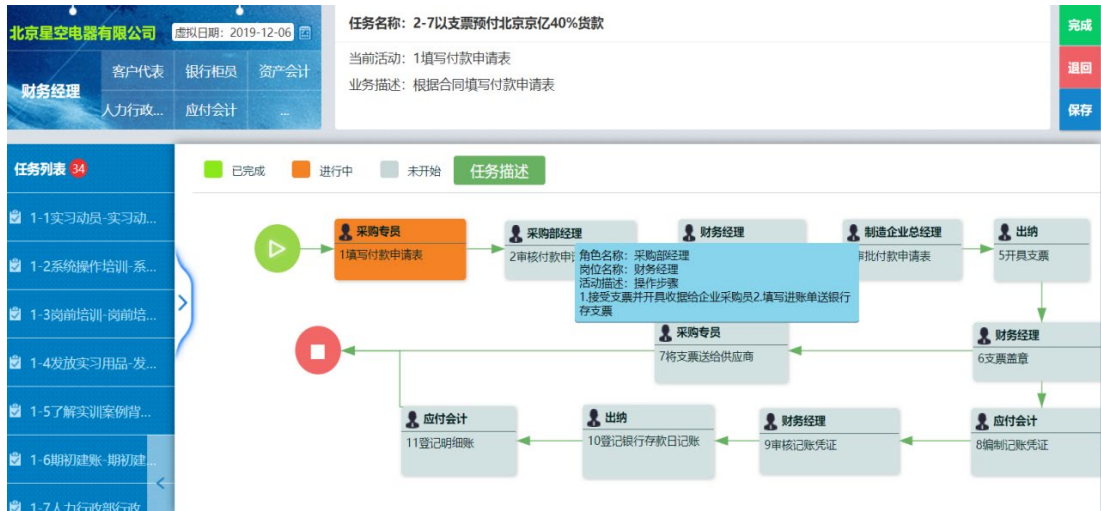 北京星空电器有限公司
虚拟日期：2019-12-06
财务经理
客户代表
银行柜员
资产会计
人力行政...
应付会计
...
任务名称：2-7以支票预付北京京亿40%货款
当前活动：1填写付款申请表
业务描述：根据合同填写付款申请表
完成
退回
保存
任务列表 34
1-1实习动员-实习动...
1-2系统操作培训-系...
1-3岗前培训-岗前培...
1-4发放实习用品-发...
1-5了解实训案例背...
1-6期初建账-期初建...
1-7人力行政部行政
已完成
进行中
未开始
任务描述
采购专员
1填写付款申请表
采购部经理
2审核付款申
财务经理
制造企业总经理
审批付款申请表
出纳
5开具支票
角色名称：采购部经理
岗位名称：财务经理
活动描述：操作步骤
1.接受支票并开具收据给企业采购员2.填写进账单送银行
存支票
财务经理
6支票盖章
采购专员
7将支票送给供应商
应付会计
8编制记账凭证
财务经理
9审核记账凭证
出纳
10登记银行存款日记账
应付会计
11登记明细账